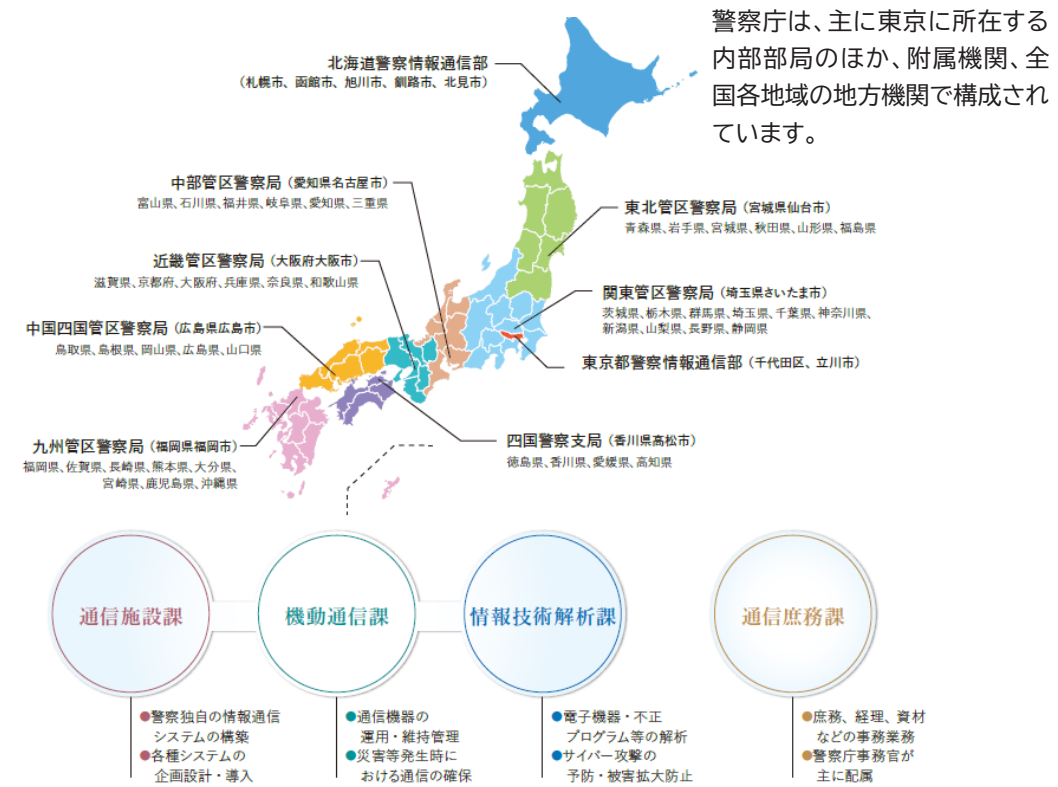 警察庁は、主に東京に所在する
内部部局のほか、附属機関、全
国各地域の地方機関で構成され
ています。
北海道警察情報通信部
(札幌市、函館市、旭川市、釧路市、北見市)
中部管区警察局(愛知県名古屋市)
富山県、石川県、福井県、岐阜県、愛知県、三重県
東北管区警察局(宮城県仙台市)
青森県、岩手県、宮城県、秋田県、山形県、福島県
近畿管区警察局(大阪府大阪市)
滋賀県、京都府、大阪府、兵庫県、奈良県、和歌山県
関東管区警察局(埼玉県さいたま市)
茨城県、栃木県、群馬県、埼玉県、千葉県、神奈川県、
新潟県、山梨県、長野県、静岡県
中国四国管区警察局(広島県広島市)
鳥取県、島根県、岡山県、広島県、山口県
東京都警察情報通信部(千代田区、立川市)
九州管区警察局(福岡県福岡市)
福岡県、佐賀県、長崎県、熊本県、大分県、
宮崎県、鹿児島県、沖縄県
四国警察支局(香川県高松市)
徳島県、香川県、愛媛県、高知県
通信施設課
●警察独自の情報通信
システムの構築
●各種システムの
企画設計・導入
機動通信課
●通信機器の
運用・維持管理
●災害等発生時に
おける通信の確保
情報技術解析課
●電子機器・不正
プログラム等の解析
●サイバー攻撃の
予防・被害拡大防止
通信庶務課
●庶務、経理、資材
などの事務業務
●警察庁事務官が
主に配属